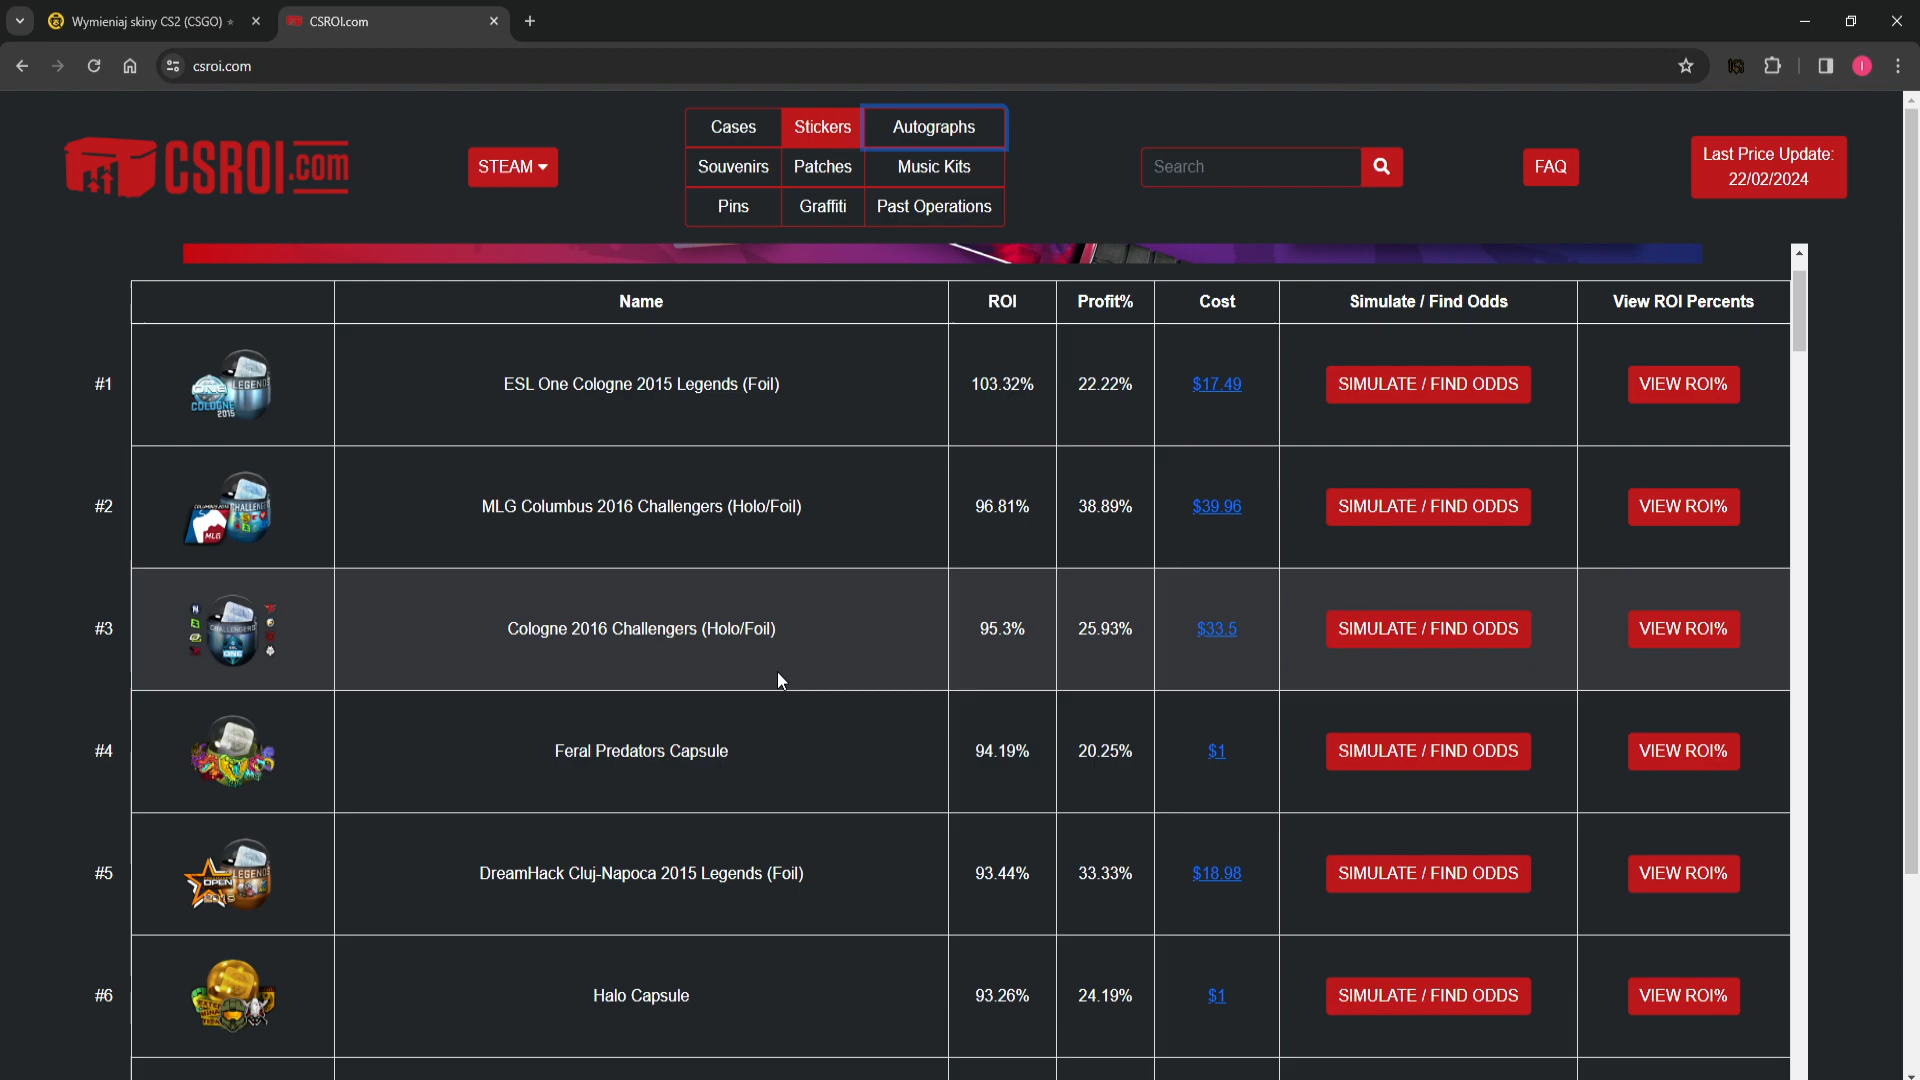 Wymieniaj skiny CS2 (CSGO)
CSROI.com
csroi.com
CSROI.com
STEAM
Cases Stickers Autographs
Souvenirs Patches Music Kits
Pins Graffiti Past Operations
Search
FAQ
Last Price Update:
22/02/2024
Name ROI Profit% Cost Simulate / Find Odds View ROI Percents
#1 ESL One Cologne 2015 Legends (Foil) 103.32% 22.22% $17.49 SIMULATE / FIND ODDS VIEW ROI%
#2 MLG Columbus 2016 Challengers (Holo/Foil) 96.81% 38.89% $39.96 SIMULATE / FIND ODDS VIEW ROI%
#3 Cologne 2016 Challengers (Holo/Foil) 95.3% 25.93% $33.5 SIMULATE / FIND ODDS VIEW ROI%
#4 Feral Predators Capsule 94.19% 20.25% $1 SIMULATE / FIND ODDS VIEW ROI%
#5 DreamHack Cluj-Napoca 2015 Legends (Foil) 93.44% 33.33% $18.98 SIMULATE / FIND ODDS VIEW ROI%
#6 Halo Capsule 93.26% 24.19% $1 SIMULATE / FIND ODDS VIEW ROI%